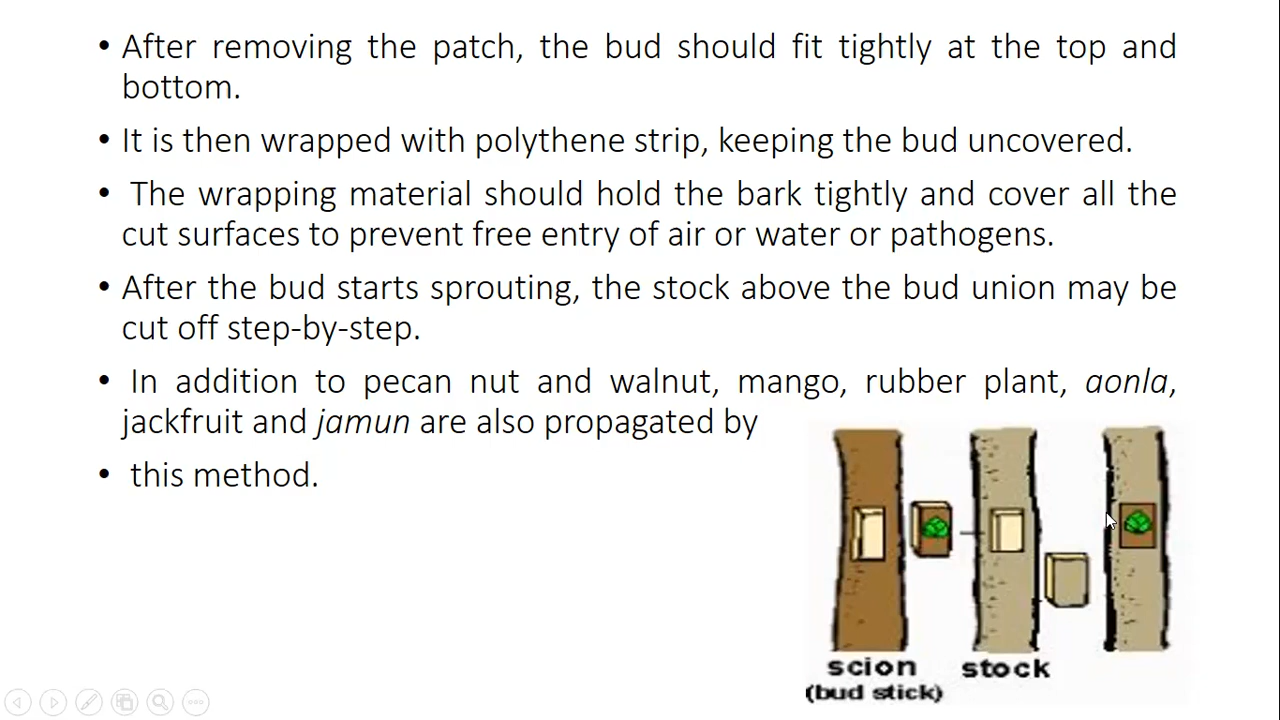 • After removing the patch, the bud should fit tightly at the top and
bottom.
• It is then wrapped with polythene strip, keeping the bud uncovered.
• The wrapping material should hold the bark tightly and cover all the
cut surfaces to prevent free entry of air or water or pathogens.
• After the bud starts sprouting, the stock above the bud union may be
cut off step-by-step.
• In addition to pecan nut and walnut, mango, rubber plant, aonla,
jackfruit and jamun are also propagated by
• this method.
scion
(bud stick)
stock